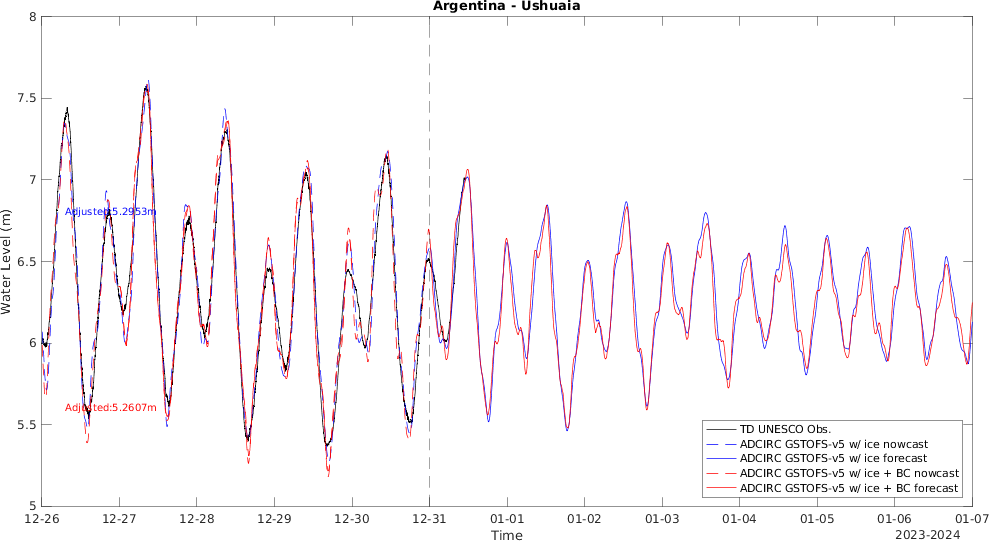 Argentina - Ushuaia
8
7.5
7
6.5
6
5.5
5
Water Level (m)
Adjusted:5.2953m
Adjusted:5.2607m
TD UNESCO Obs.
ADCIRC GSTOFS-v5 w/ ice nowcast
ADCIRC GSTOFS-v5 w/ ice forecast
ADCIRC GSTOFS-v5 w/ ice + BC nowcast
ADCIRC GSTOFS-v5 w/ ice + BC forecast
12-26 12-27 12-28 12-29 12-30 12-31 01-01 01-02 01-03 01-04 01-05 01-06 01-07
Time
2023-2024